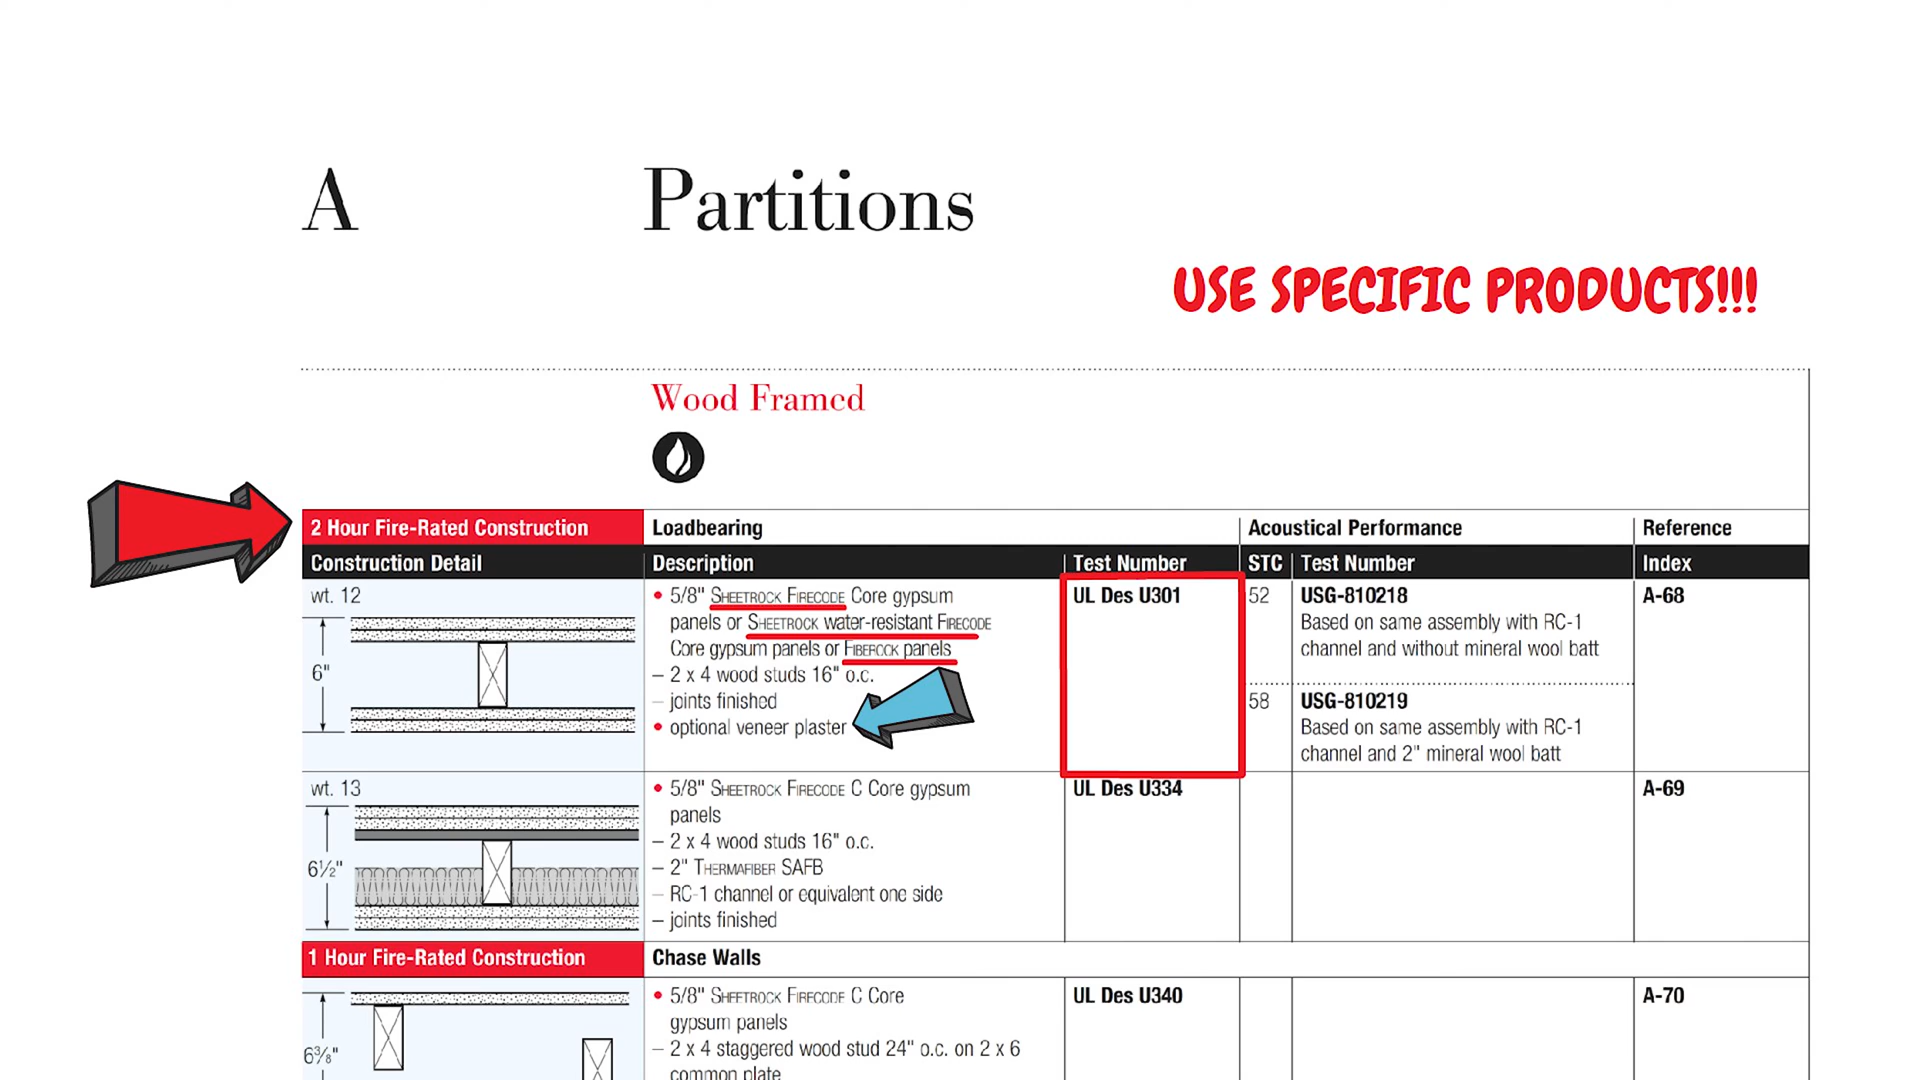 A Partitions
USE SPECIFIC PRODUCTS!!!
Wood Framed
2 Hour Fire-Rated Construction Loadbearing Acoustical Performance Reference
Construction Detail Description Test Number STC Test Number Index
wt. 12
6"
• 5/8" SHEETROCK FIRECODE Core gypsum
panels or SHEETROCK water-resistant FIRECODE
Core gypsum panels or FIBEROCK panels
– 2 x 4 wood studs 16" o.c.
– joints finished
• optional veneer plaster
UL Des U301
52 USG-810218
Based on same assembly with RC-1
channel and without mineral wool batt
58 USG-810219
Based on same assembly with RC-1
channel and 2" mineral wool batt
A-68
wt. 13
6½"
• 5/8" SHEETROCK FIRECODE C Core gypsum
panels
– 2 x 4 wood studs 16" o.c.
– 2" THERMAFIBER SAFB
– RC-1 channel or equivalent one side
– joints finished
UL Des U334
A-69
1 Hour Fire-Rated Construction Chase Walls
6⅜"
• 5/8" SHEETROCK FIRECODE C Core
gypsum panels
– 2 x 4 staggered wood stud 24" o.c. on 2 x 6
common plate
UL Des U340
A-70